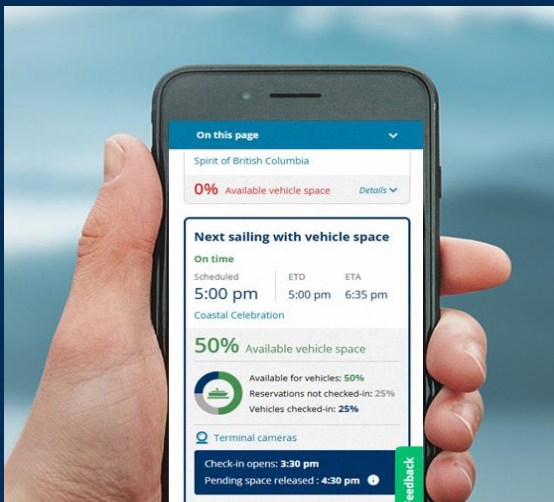 On this page
Spirit of British Columbia
0% Available vehicle space Details
Next sailing with vehicle space
On time
Scheduled ETD ETA
5:00 pm 5:00 pm 6:35 pm
Coastal Celebration
50% Available vehicle space
Available for vehicles: 50%
Reservations not checked-in: 25%
Vehicles checked-in: 25%
Terminal cameras
Check-in opens: 3:30 pm
Pending space released : 4:30 pm